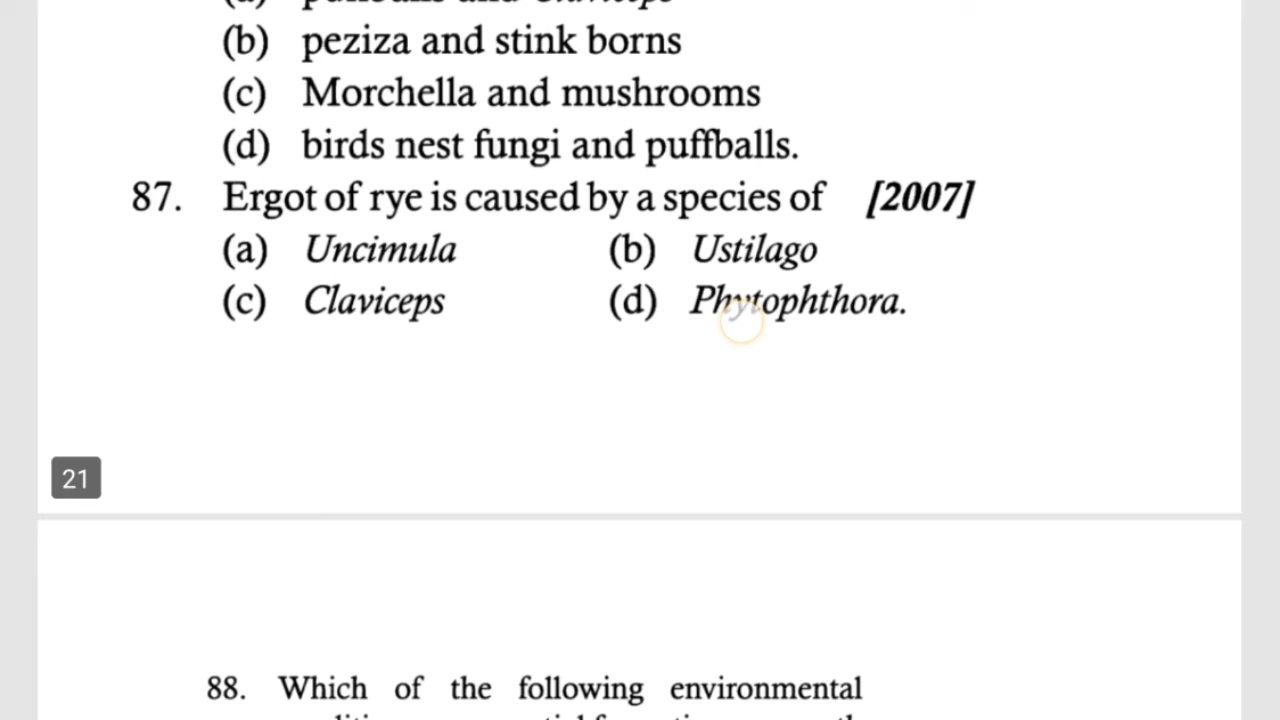 (b) peziza and stink borns
(c) Morchella and mushrooms
(d) birds nest fungi and puffballs.
87. Ergot of rye is caused by a species of [2007]
(a) Uncimula (b) Ustilago
(c) Claviceps (d) Phytophthora.
21
88. Which of the following environmental